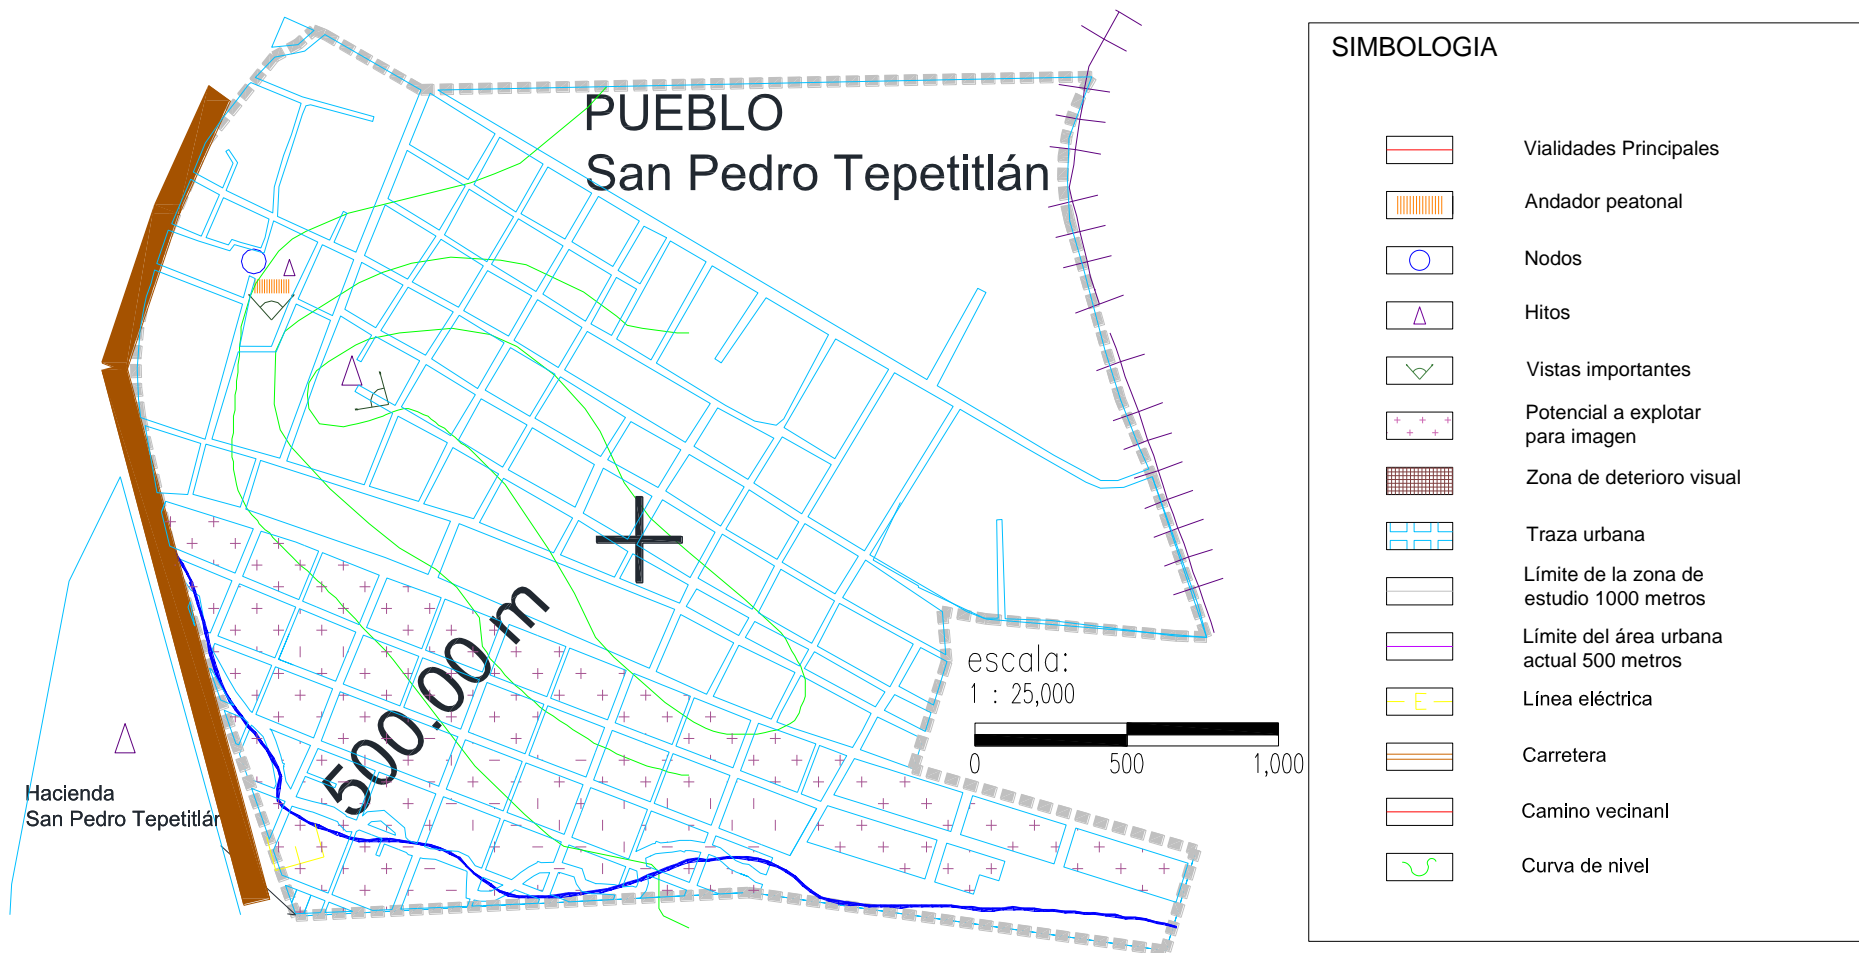 PUEBLO
San Pedro Tepetitlán
500.00 m
escala:
1 : 25,000
0 500 1,000
Hacienda
San Pedro Tepetitlán
SIMBOLOGIA
Vialidades Principales
Andador peatonal
Nodos
Hitos
Vistas importantes
Potencial a explotar
para imagen
Zona de deterioro visual
Traza urbana
Límite de la zona de
estudio 1000 metros
Límite del área urbana
actual 500 metros
E
Línea eléctrica
Carretera
Camino vecinanl
Curva de nivel